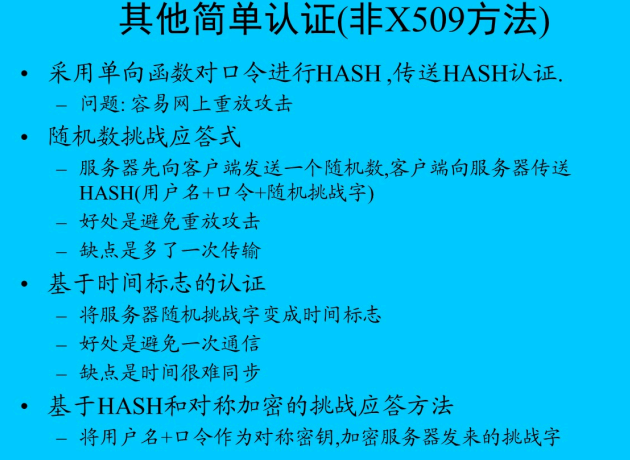 其他简单认证(非X509方法)
• 采用单向函数对口令进行HASH ,传送HASH认证.
– 问题: 容易网上重放攻击
• 随机数挑战应答式
– 服务器先向客户端发送一个随机数,客户端向服务器传送
HASH(用户名+口令+随机挑战字)
– 好处是避免重放攻击
– 缺点是多了一次传输
• 基于时间标志的认证
– 将服务器随机挑战字变成时间标志
– 好处是避免一次通信
– 缺点是时间很难同步
• 基于HASH和对称加密的挑战应答方法
– 将用户名+口令作为对称密钥,加密服务器发来的挑战字